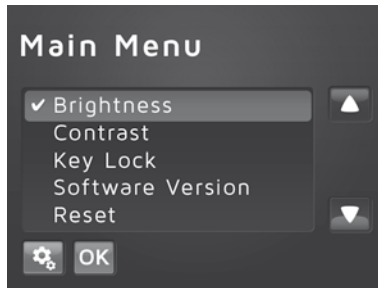 Main Menu
Brightness
Contrast
Key Lock
Software Version
Reset
OK